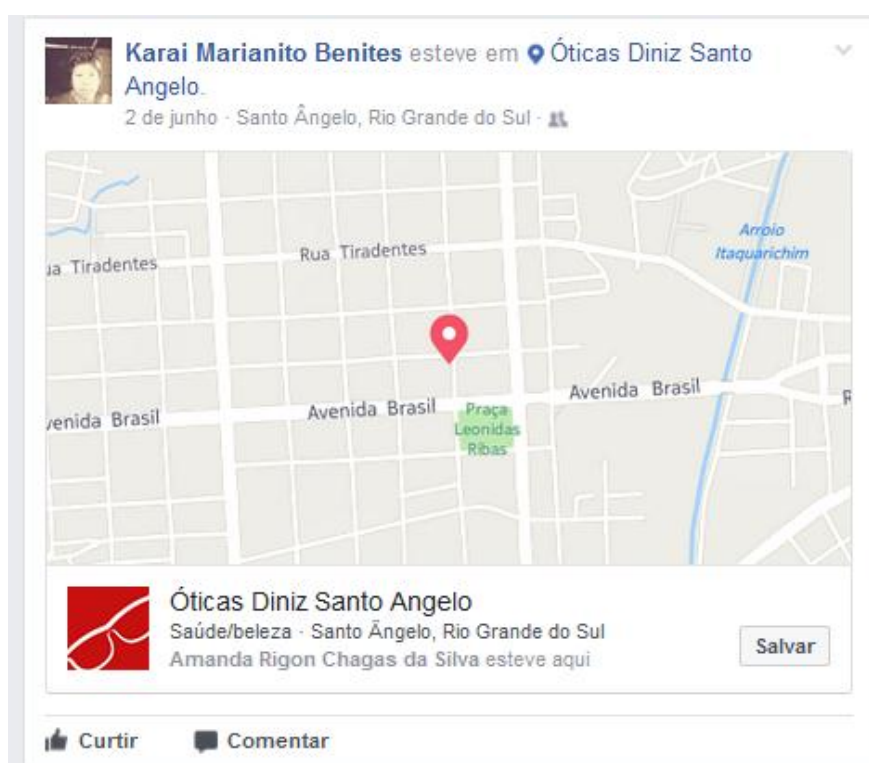 Karai Marianito Benites esteve em Óticas Diniz Santo
Angelo.
2 de junho · Santo Ângelo, Rio Grande do Sul ·
Arroio
Itaquarichim
ua Tiradentes
Rua Tiradentes
venida Brasil
Avenida Brasil
Avenida Brasil
R
Praça
Leonidas
Ribas
Óticas Diniz Santo Angelo
Saúde/beleza · Santo Ângelo, Rio Grande do Sul
Amanda Rigon Chagas da Silva esteve aqui
Salvar
Curtir
Comentar